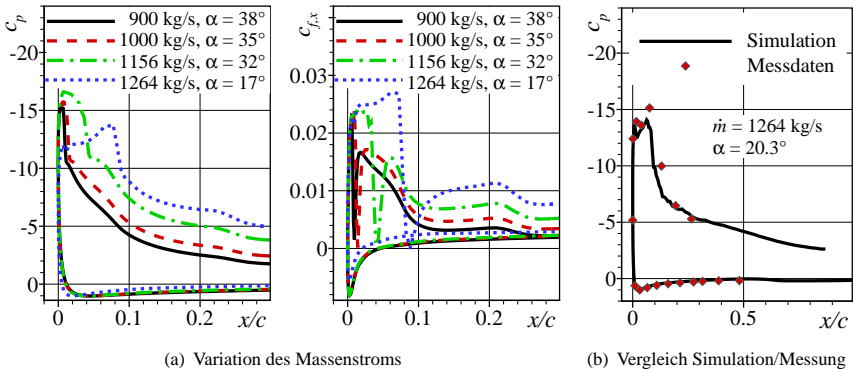 c_p
-20
-15
-10
-5
0
0
0.1
0.2
x/c
900 kg/s, α = 38°
1000 kg/s, α = 35°
1156 kg/s, α = 32°
1264 kg/s, α = 17°
c_{f,x}
0.03
0.02
0.01
0
0
0.1
0.2
x/c
900 kg/s, α = 38°
1000 kg/s, α = 35°
1156 kg/s, α = 32°
1264 kg/s, α = 17°
(a) Variation des Massenstroms
c_p
-20
-15
-10
-5
0
0
0.5
x/c
Simulation
Messdaten
ṁ = 1264 kg/s
α = 20.3°
(b) Vergleich Simulation/Messung